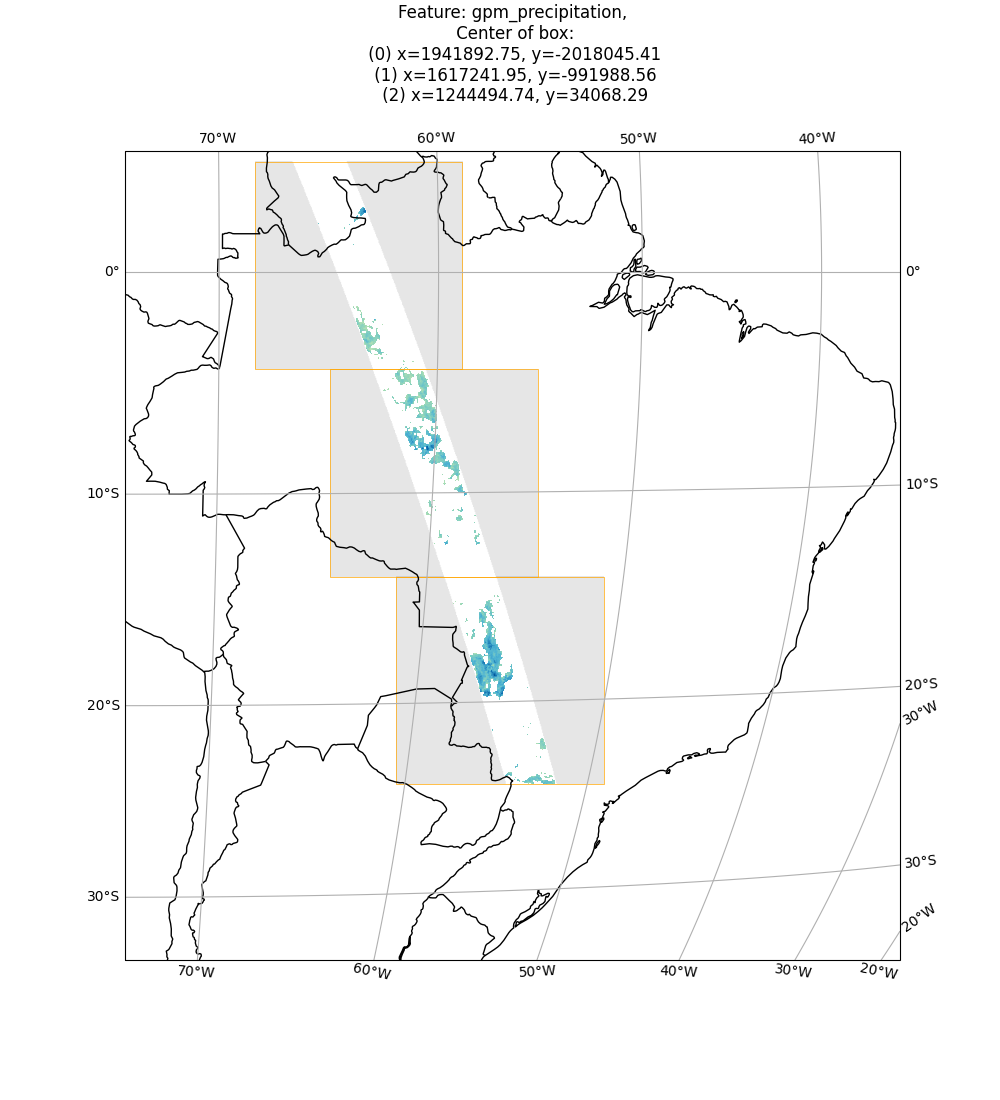 Feature: gpm_precipitation,
Center of box:
(0) x=1941892.75, y=-2018045.41
(1) x=1617241.95, y=-991988.56
(2) x=1244494.74, y=34068.29
70°W 60°W 50°W 40°W
0° 0°
10°S 10°S
20°S 20°S
30°W
30°S 30°S
20°W
70°W 60°W 50°W 40°W 30°W 20°W